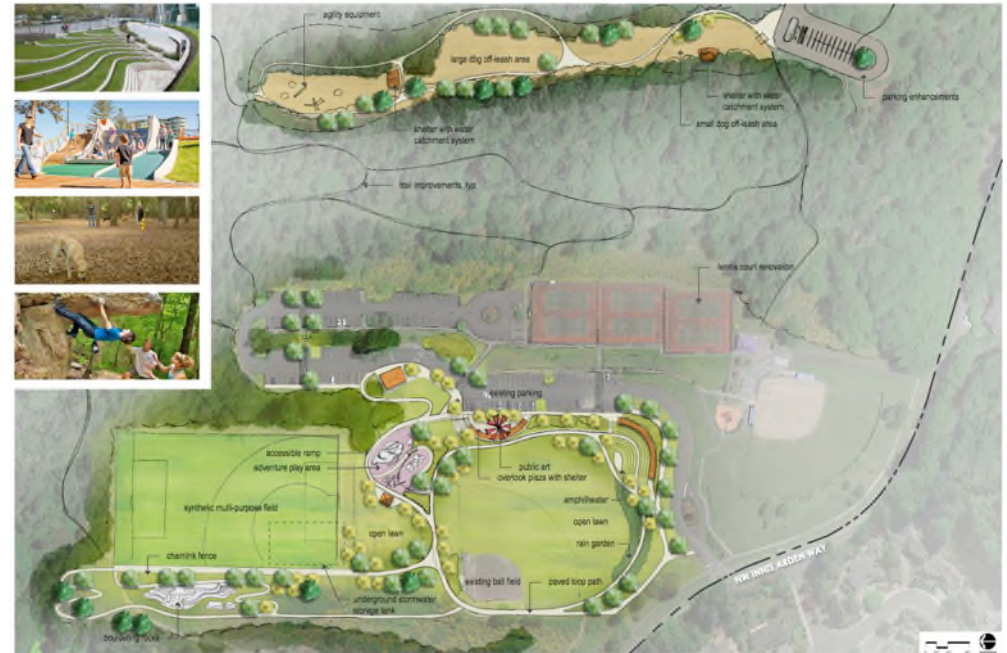 agility equipment
large dog off-leash area
shelter with water
catchment system
parking enhancements
shelter with water
catchment system
small dog off-leash area
trail improvements, typ.
tennis court renovation
existing parking
accessible ramp
adventure play area
public art
overlook plaza with shelter
synthetic multi-purpose field
amphitheater
open lawn
open lawn
rain garden
chainlink fence
existing ball field
paved loop path
underground stormwater
storage tank
bouldering rocks
NW INNIS ARDEN WAY